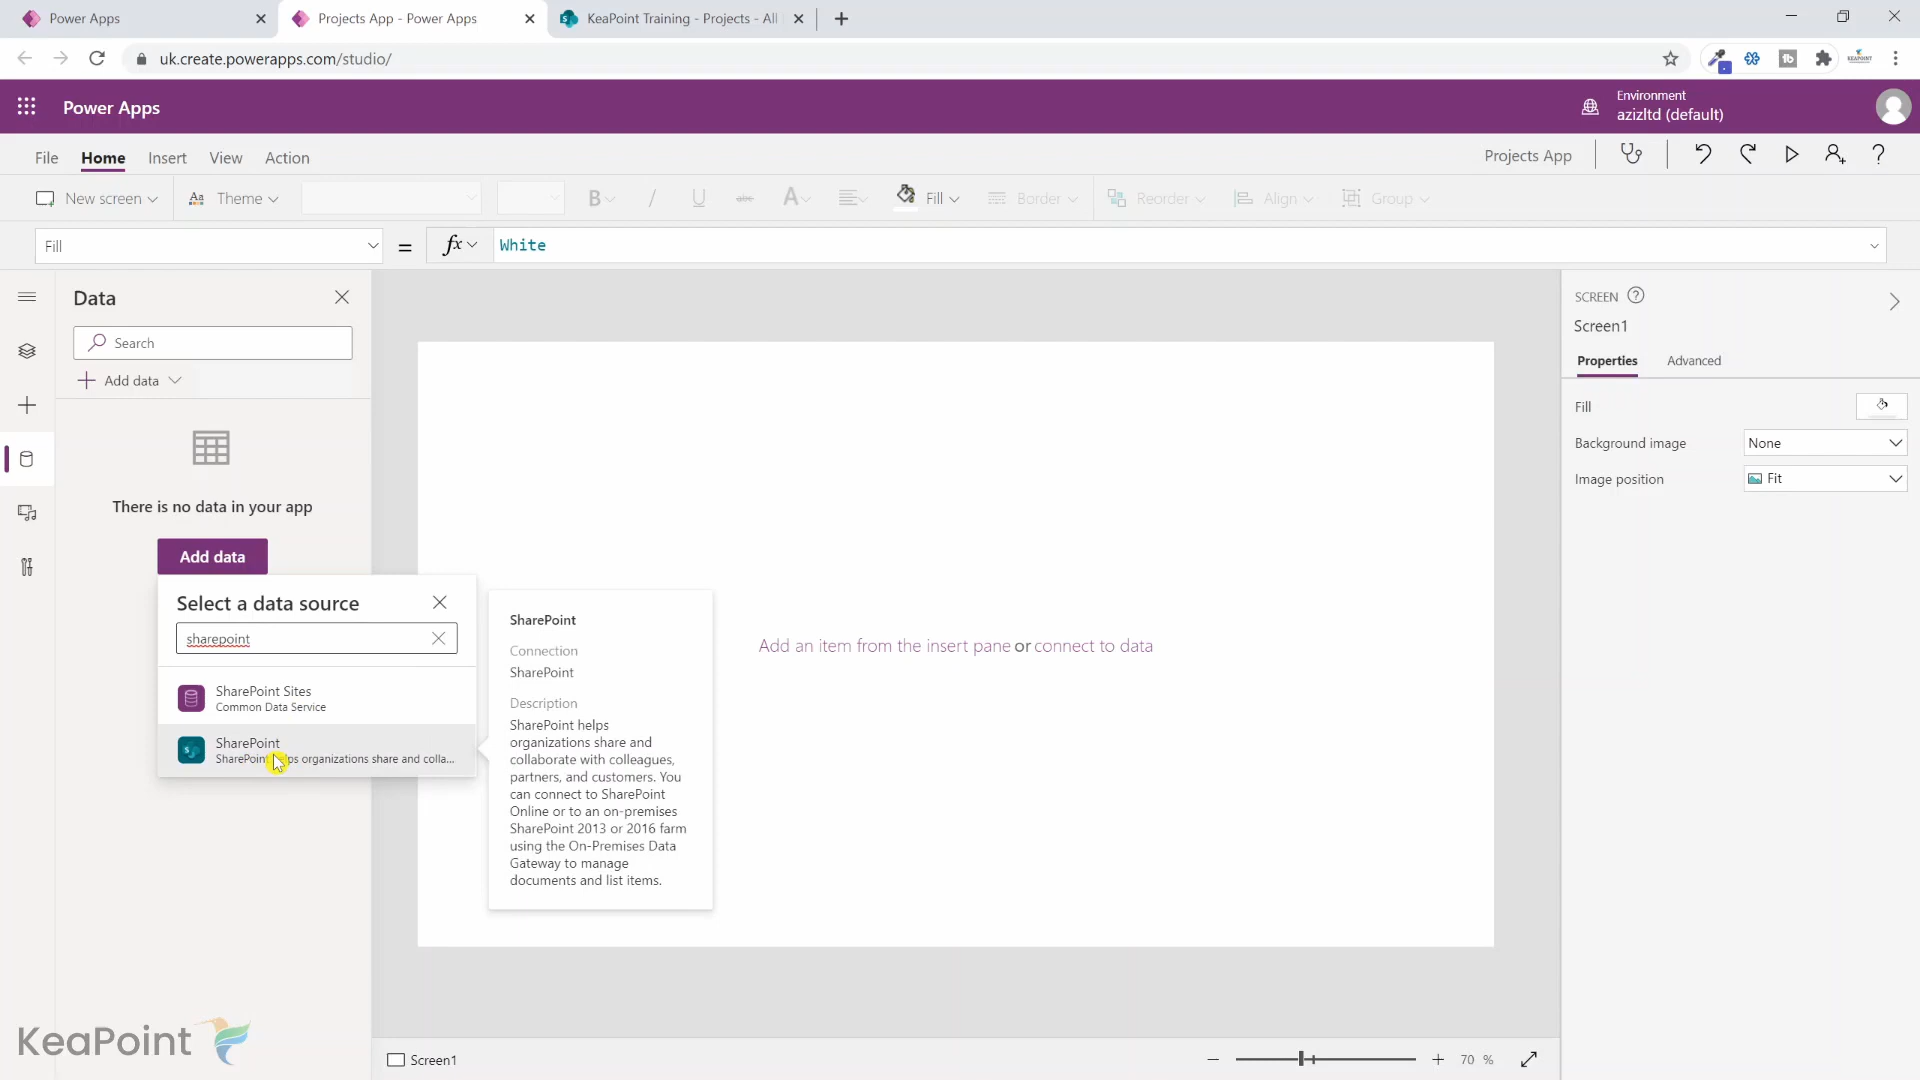 Power Apps
Projects App - Power Apps
KeaPoint Training - Projects - All
uk.create.powerapps.com/studio/
Power Apps
Environment
azizltd (default)
File
Home
Insert
View
Action
Projects App
New screen
Theme
B
I
U
abc
A
Fill
Border
Reorder
Align
Group
Fill
=
fx
White
Data
Search
Add data
There is no data in your app
Add data
Select a data source
sharepoint
SharePoint Sites
Common Data Service
SharePoint
organizations share and colla...
SharePoint
Connection
SharePoint
Description
SharePoint helps
organizations share and
collaborate with colleagues,
partners, and customers. You
can connect to SharePoint
Online or to an on-premises
SharePoint 2013 or 2016 farm
using the On-Premises Data
Gateway to manage
documents and list items.
Add an item from the insert pane or connect to data
SCREEN
Screen1
Properties
Advanced
Fill
Background image
None
Image position
Fit
KeaPoint
Screen1
70 %